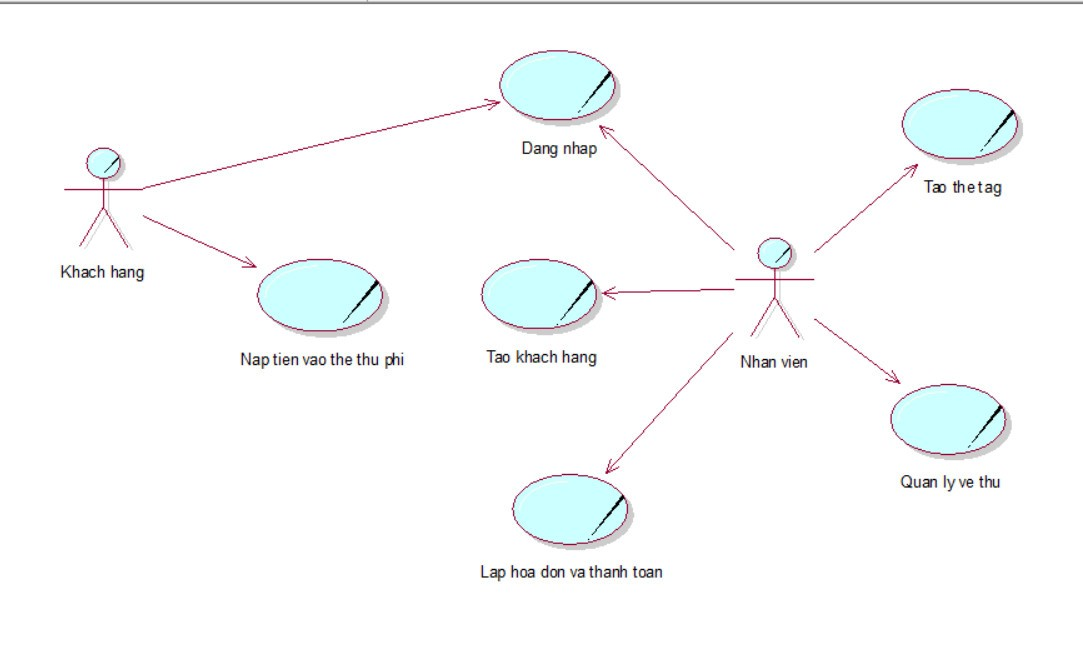 Dang nhap
Tao the tag
Khach hang
Nap tien vao the thu phi
Tao khach hang
Nhan vien
Quan ly ve thu
Lap hoa don va thanh toan